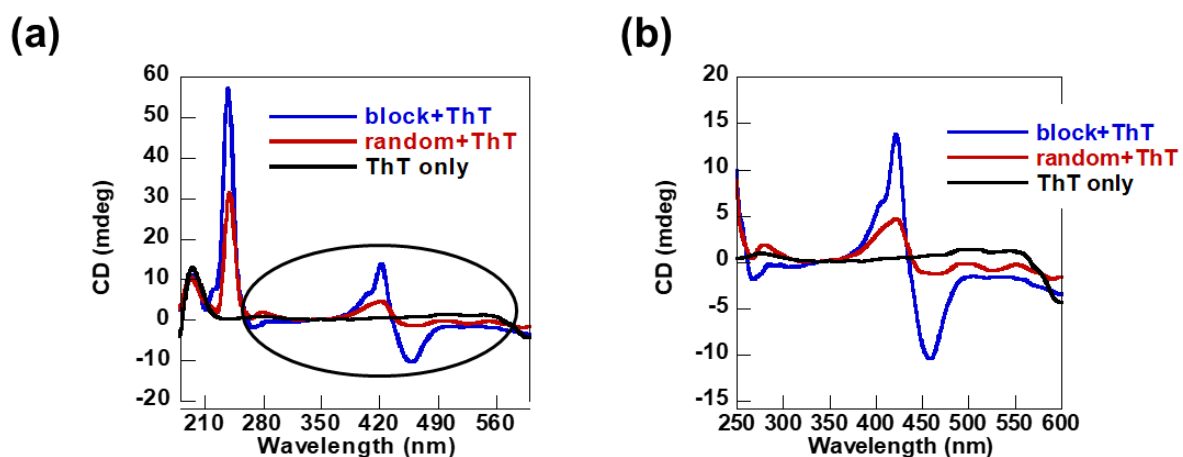 (a)
(b)
60
50
40
30
20
10
0
-10
-20
CD (mdeg)
block+ThT
random+ThT
ThT only
210 280 350 420 490 560
Wavelength (nm)
20
15
10
5
0
-5
-10
-15
CD (mdeg)
block+ThT
random+ThT
ThT only
250 300 350 400 450 500 550 600
Wavelength (nm)